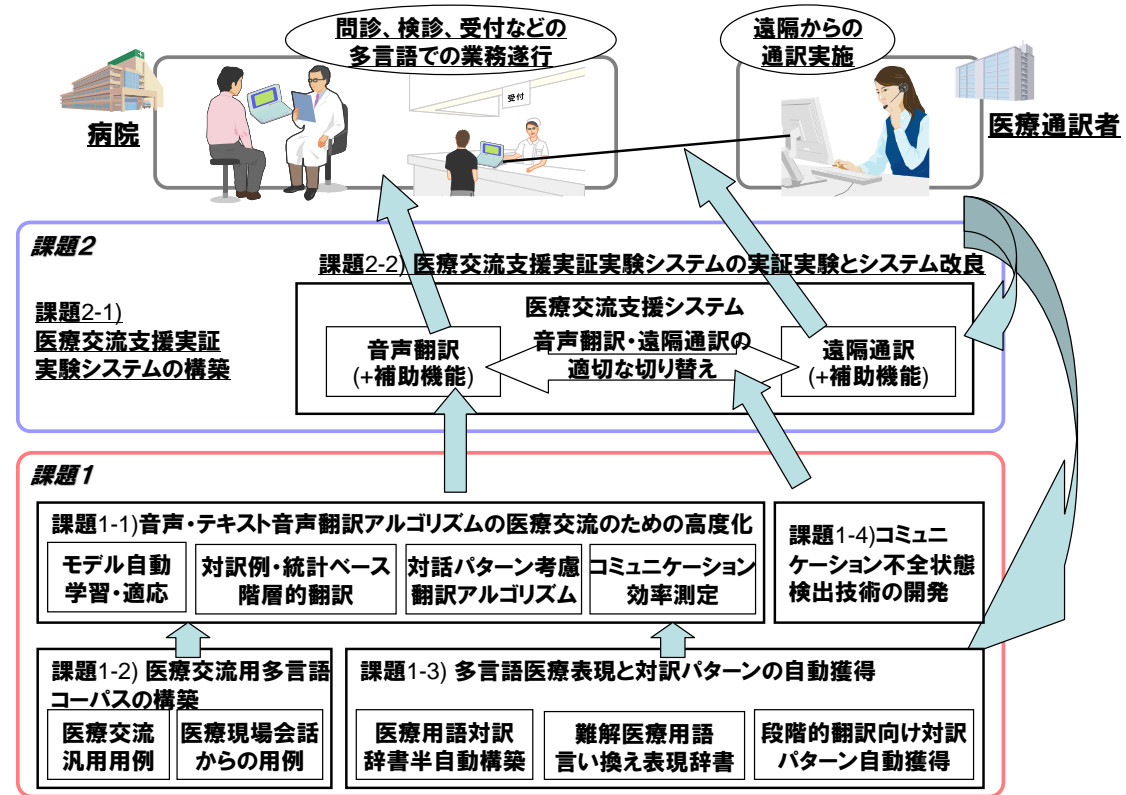 問診、検診、受付などの
多言語での業務遂行
遠隔からの
通訳実施
病院
受付
医療通訳者
課題2
課題2-2) 医療交流支援実証実験システムの実証実験とシステム改良
課題2-1)
医療交流支援実証
実験システムの構築
医療交流支援システム
音声翻訳
(+補助機能)
音声翻訳・遠隔通訳の
適切な切り替え
遠隔通訳
(+補助機能)
課題1
課題1-1)音声・テキスト音声翻訳アルゴリズムの医療交流のための高度化
モデル自動
学習・適応
対訳例・統計ベース
階層的翻訳
対話パターン考慮
翻訳アルゴリズム
コミュニケーション
効率測定
課題1-4)コミュニ
ケーション不全状態
検出技術の開発
課題1-2) 医療交流用多言語
コーパスの構築
医療交流
汎用用例
医療現場会話
からの用例
課題1-3) 多言語医療表現と対訳パターンの自動獲得
医療用語対訳
辞書半自動構築
難解医療用語
言い換え表現辞書
段階的翻訳向け対訳
パターン自動獲得